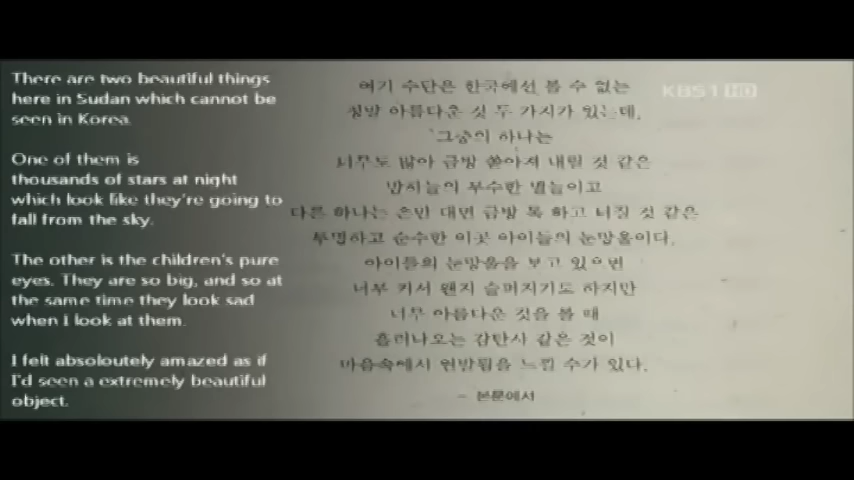 There are two beautiful things
here in Sudan which cannot be
seen in Korea.
One of them is
thousands of stars at night
which look like they're going to
fall from the sky.
The other is the children's pure
eyes. They are so big, and so at
the same time they look sad
when I look at them.
I felt absoloutely amazed as if
I'd seen a extremely beautiful
object.
여기 수단은 한국에선 볼 수 없는
정말 아름다운 것 두 가지가 있는데,
그중의 하나는
너무도 많아 금방 쏟아져 내릴 것 같은
밤하늘의 무수한 별들이고
다른 하나는 손만 대면 금방 톡 하고 터질 것 같은
투명하고 순수한 이곳 아이들의 눈망울이다.
아이들의 눈망울을 보고 있으면
너무 커서 왠지 슬퍼지기도 하지만
너무 아름다운 것을 볼 때
흘러나오는 감탄사 같은 것이
마음속에서 연발됨을 느낄 수가 있다.
- 본문에서
KBS1 HD